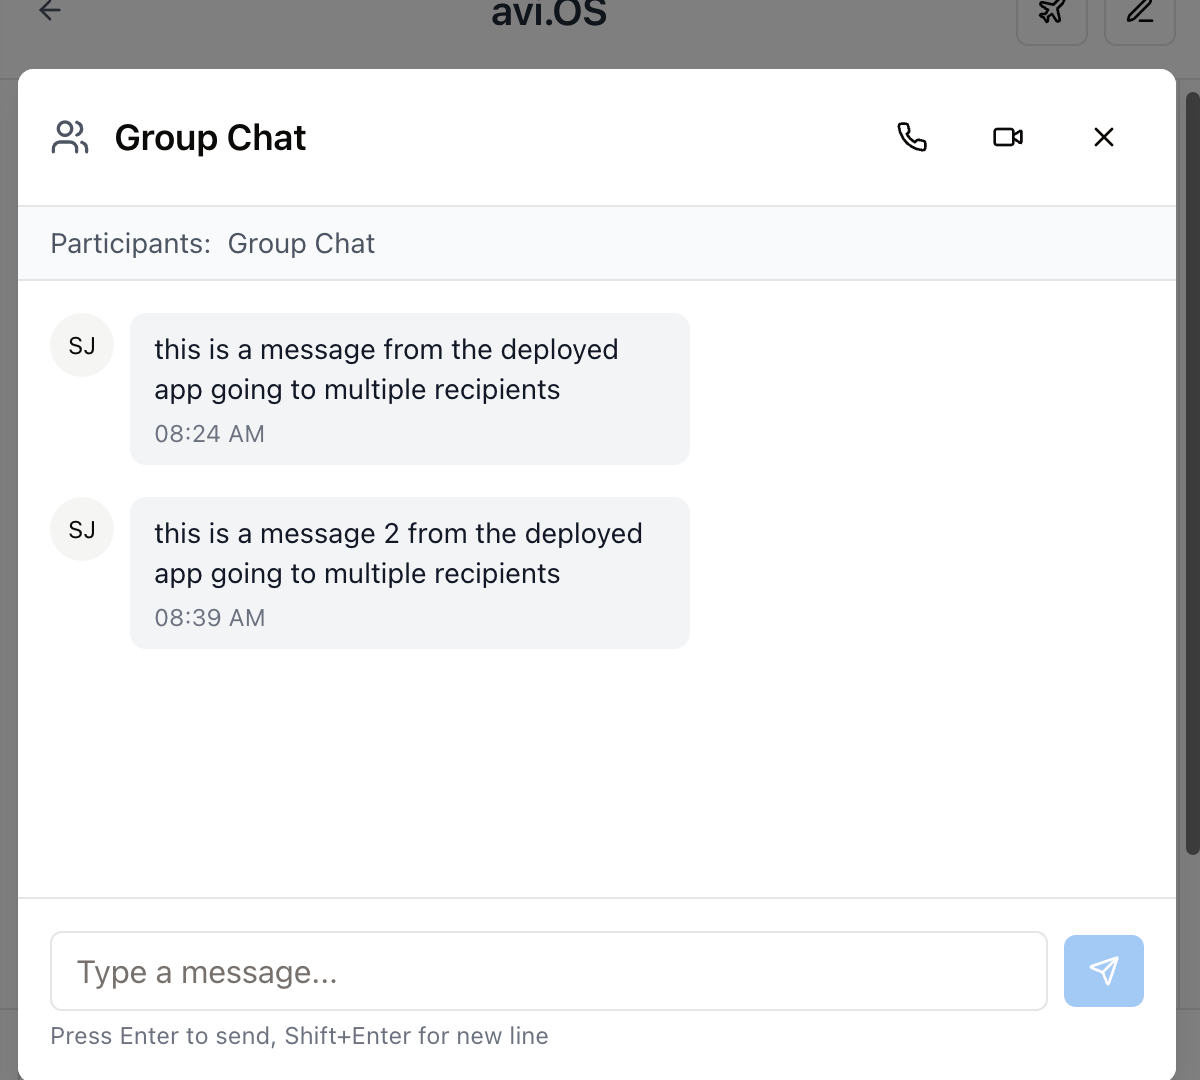 avi.OS
Group Chat
Participants: Group Chat
SJ
this is a message from the deployed
app going to multiple recipients
08:24 AM
SJ
this is a message 2 from the deployed
app going to multiple recipients
08:39 AM
Type a message...
Press Enter to send, Shift+Enter for new line